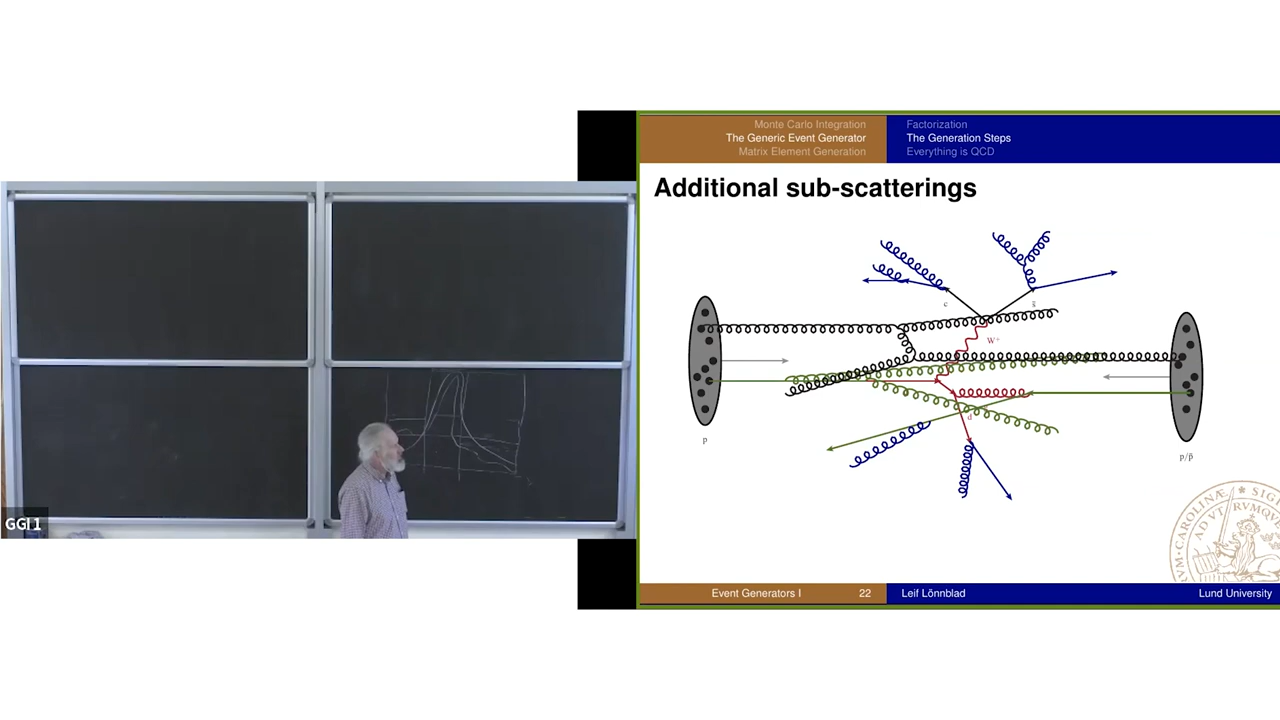 GGI 1
Monte Carlo Integration
The Generic Event Generator
Matrix Element Generation
Factorization
The Generation Steps
Everything is QCD
Additional sub-scatterings
c
s̄
W+
d
p
p/p̄
Event Generators I
22
Leif Lönnblad
Lund University